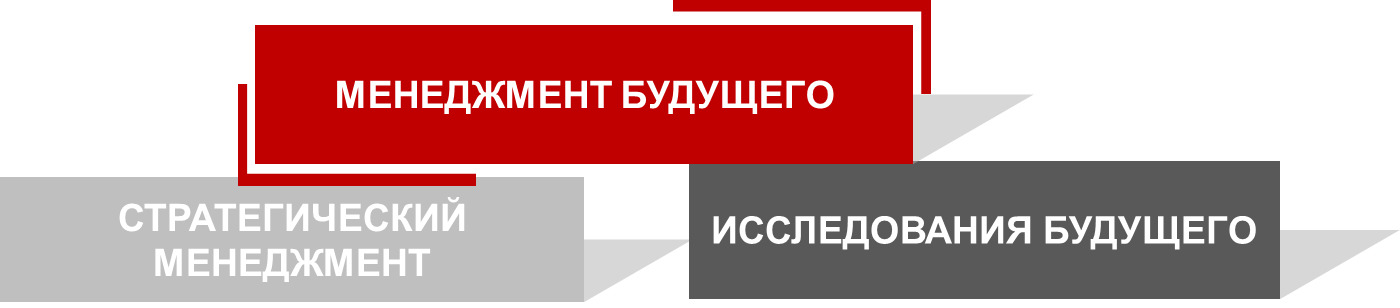 МЕНЕДЖМЕНТ БУДУЩЕГО
СТРАТЕГИЧЕСКИЙ
МЕНЕДЖМЕНТ
ИССЛЕДОВАНИЯ БУДУЩЕГО